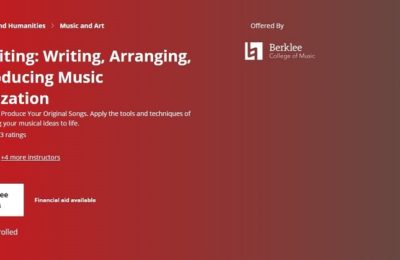 nd Humanities > Music and Art
Offered By
Berklee
College of Music
iting: Writing, Arranging,
oducing Music
ization
Produce Your Original Songs. Apply the tools and techniques of
g your musical ideas to life.
3 ratings
+4 more instructors
ee
Financial aid available
rolled